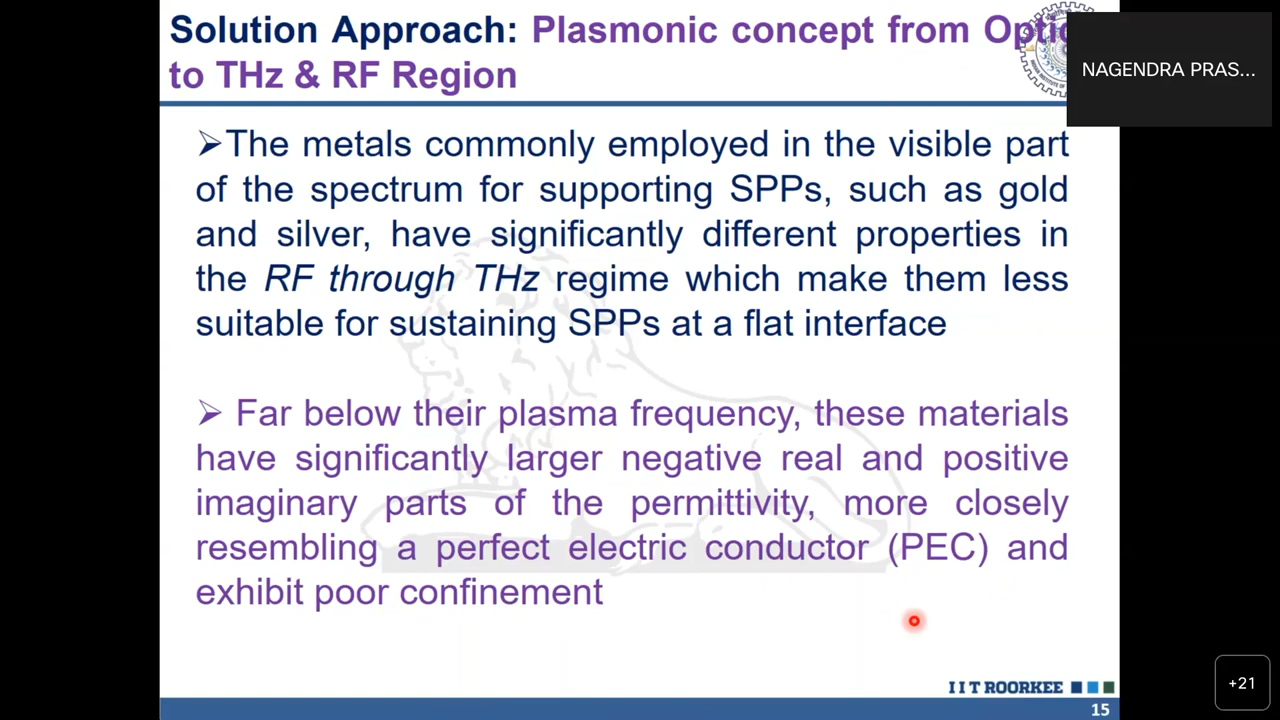 Solution Approach: Plasmonic concept from Opti
to THz & RF Region
NAGENDRA PRAS...
➢The metals commonly employed in the visible part
of the spectrum for supporting SPPs, such as gold
and silver, have significantly different properties in
the RF through THz regime which make them less
suitable for sustaining SPPs at a flat interface
➢ Far below their plasma frequency, these materials
have significantly larger negative real and positive
imaginary parts of the permittivity, more closely
resembling a perfect electric conductor (PEC) and
exhibit poor confinement
I I T ROORKEE
15
+21